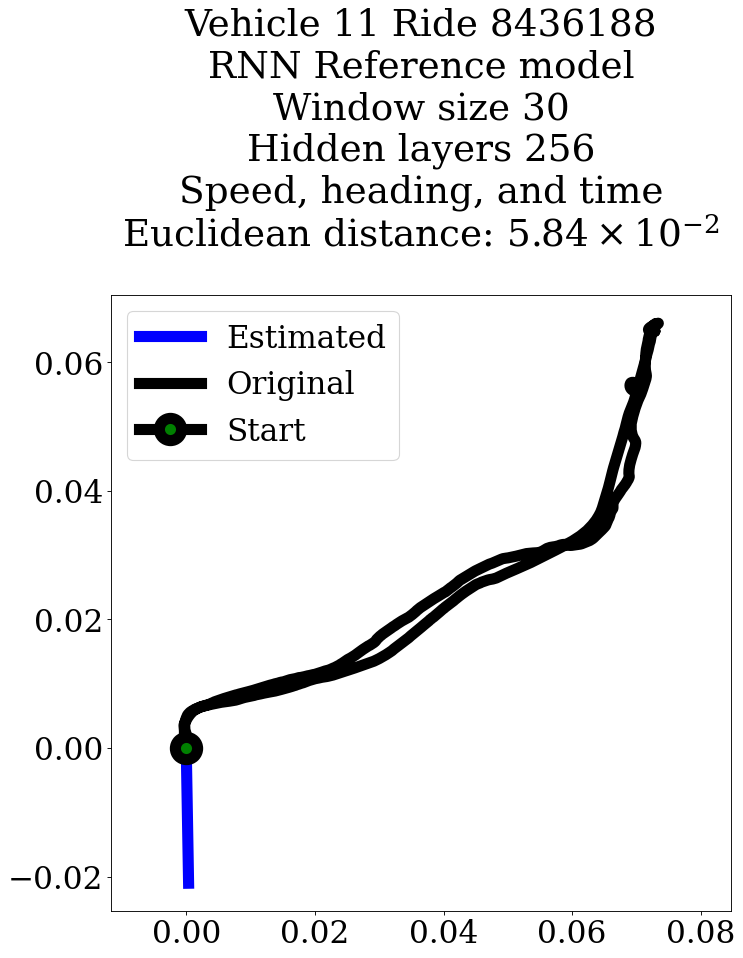 Vehicle 11 Ride 8436188
RNN Reference model
Window size 30
Hidden layers 256
Speed, heading, and time
Euclidean distance: 5.84 × 10⁻²
Estimated
Original
Start
0.06
0.04
0.02
0.00
−0.02
0.00 0.02 0.04 0.06 0.08